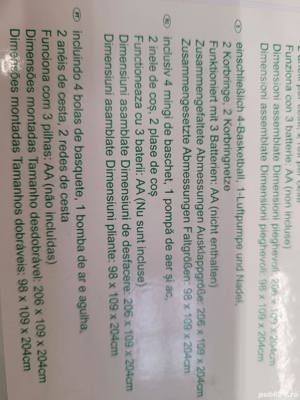 Funziona con 3 batterie: AA (non incluse)
Dimensioni assemblate Dimensioni pieghevoli: 206 x 109 x 204cm
Dimensioni assemblate Dimensioni pieghevoli: 98 x 109 x 204cm
einschließlich 4-Basketball, 1-Luftpumpe und Nadel,
2 Korbringe, 2 Korbringnetze
Funktioniert mit 3 Batterien: AA (nicht enthalten)
Zusammengefaltete Abmessungen Ausklappgröße: 206 x 109 x 204cm
Zusammengesetzte Abmessungen Faltgrößen: 98 x 109 x 204cm
inclusiv 4 mingi de baschet, 1 pompă de aer și ac,
2 inele de coș, 2 plase de coș
Functioneaza cu 3 baterii: AA (Nu sunt incluse)
Dimensiuni asamblate Dimensiuni de desfacere: 206 x 109 x 204cm
Dimensiuni asamblate Dimensiuni pliante: 98 x 109 x 204cm
PT incluindo 4 bolas de basquete, 1 bomba de ar e agulha,
2 anéis de cesta, 2 redes de cesta
Funciona com 3 pilhas: AA (não incluídas)
Dimensões montadas Tamanho desdobrável: 206 x 109 x 204cm
Dimensões montadas Tamanhos dobráveis: 98 x 109 x 204cm